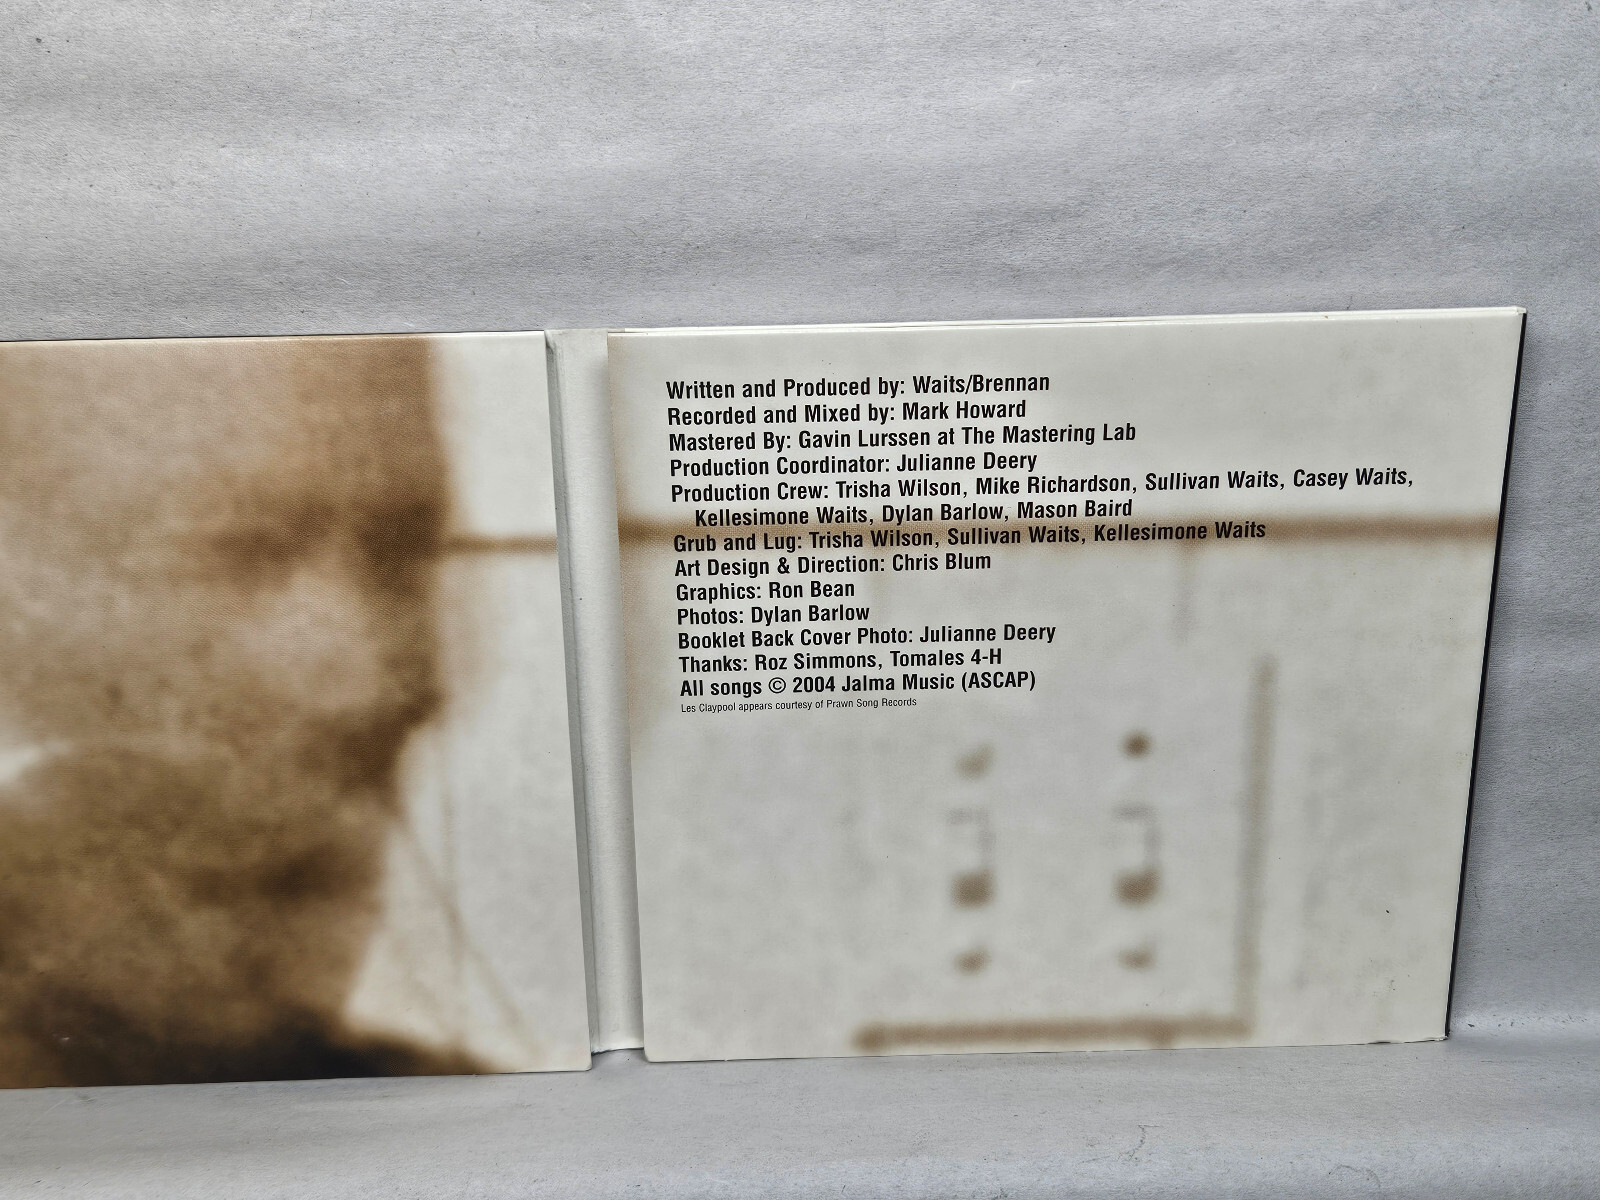 Written and Produced by: Waits/Brennan
Recorded and Mixed by: Mark Howard
Mastered By: Gavin Lurssen at The Mastering Lab
Production Coordinator: Julianne Deery
Production Crew: Trisha Wilson, Mike Richardson, Sullivan Waits, Casey Waits,
Kellesimone Waits, Dylan Barlow, Mason Baird
Grub and Lug: Trisha Wilson, Sullivan Waits, Kellesimone Waits
Art Design & Direction: Chris Blum
Graphics: Ron Bean
Photos: Dylan Barlow
Booklet Back Cover Photo: Julianne Deery
Thanks: Roz Simmons, Tomales 4-H
All songs © 2004 Jalma Music (ASCAP)
Les Claypool appears courtesy of Prawn Song Records